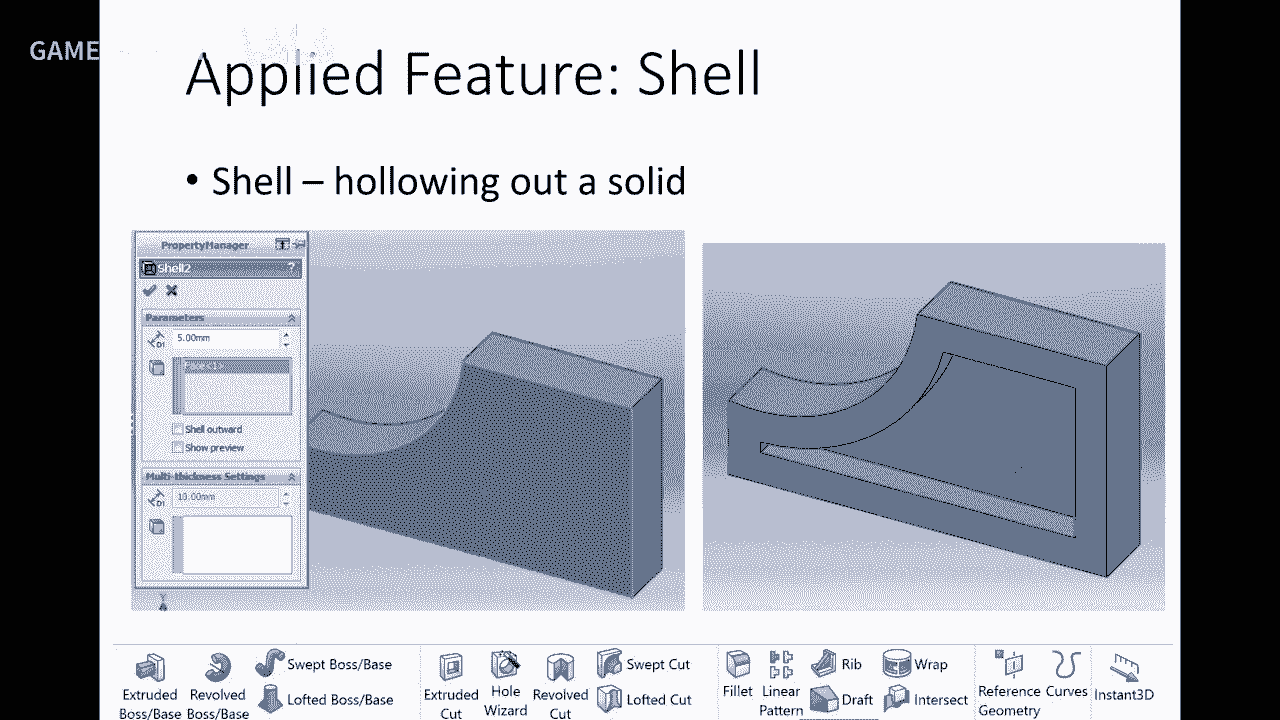 GAME
Applied Feature: Shell
• Shell – hollowing out a solid
PropertyManager
Shell2 ?
Parameters
5.00mm
Face<1>
Shell outward
Show preview
Multi-thickness Settings
10.00mm
Extruded Boss/Base
Revolved Boss/Base
Swept Boss/Base
Lofted Boss/Base
Extruded Cut
Hole Wizard
Revolved Cut
Swept Cut
Lofted Cut
Fillet
Linear Pattern
Rib
Draft
Wrap
Intersect
Reference Geometry
Curves
Instant3D